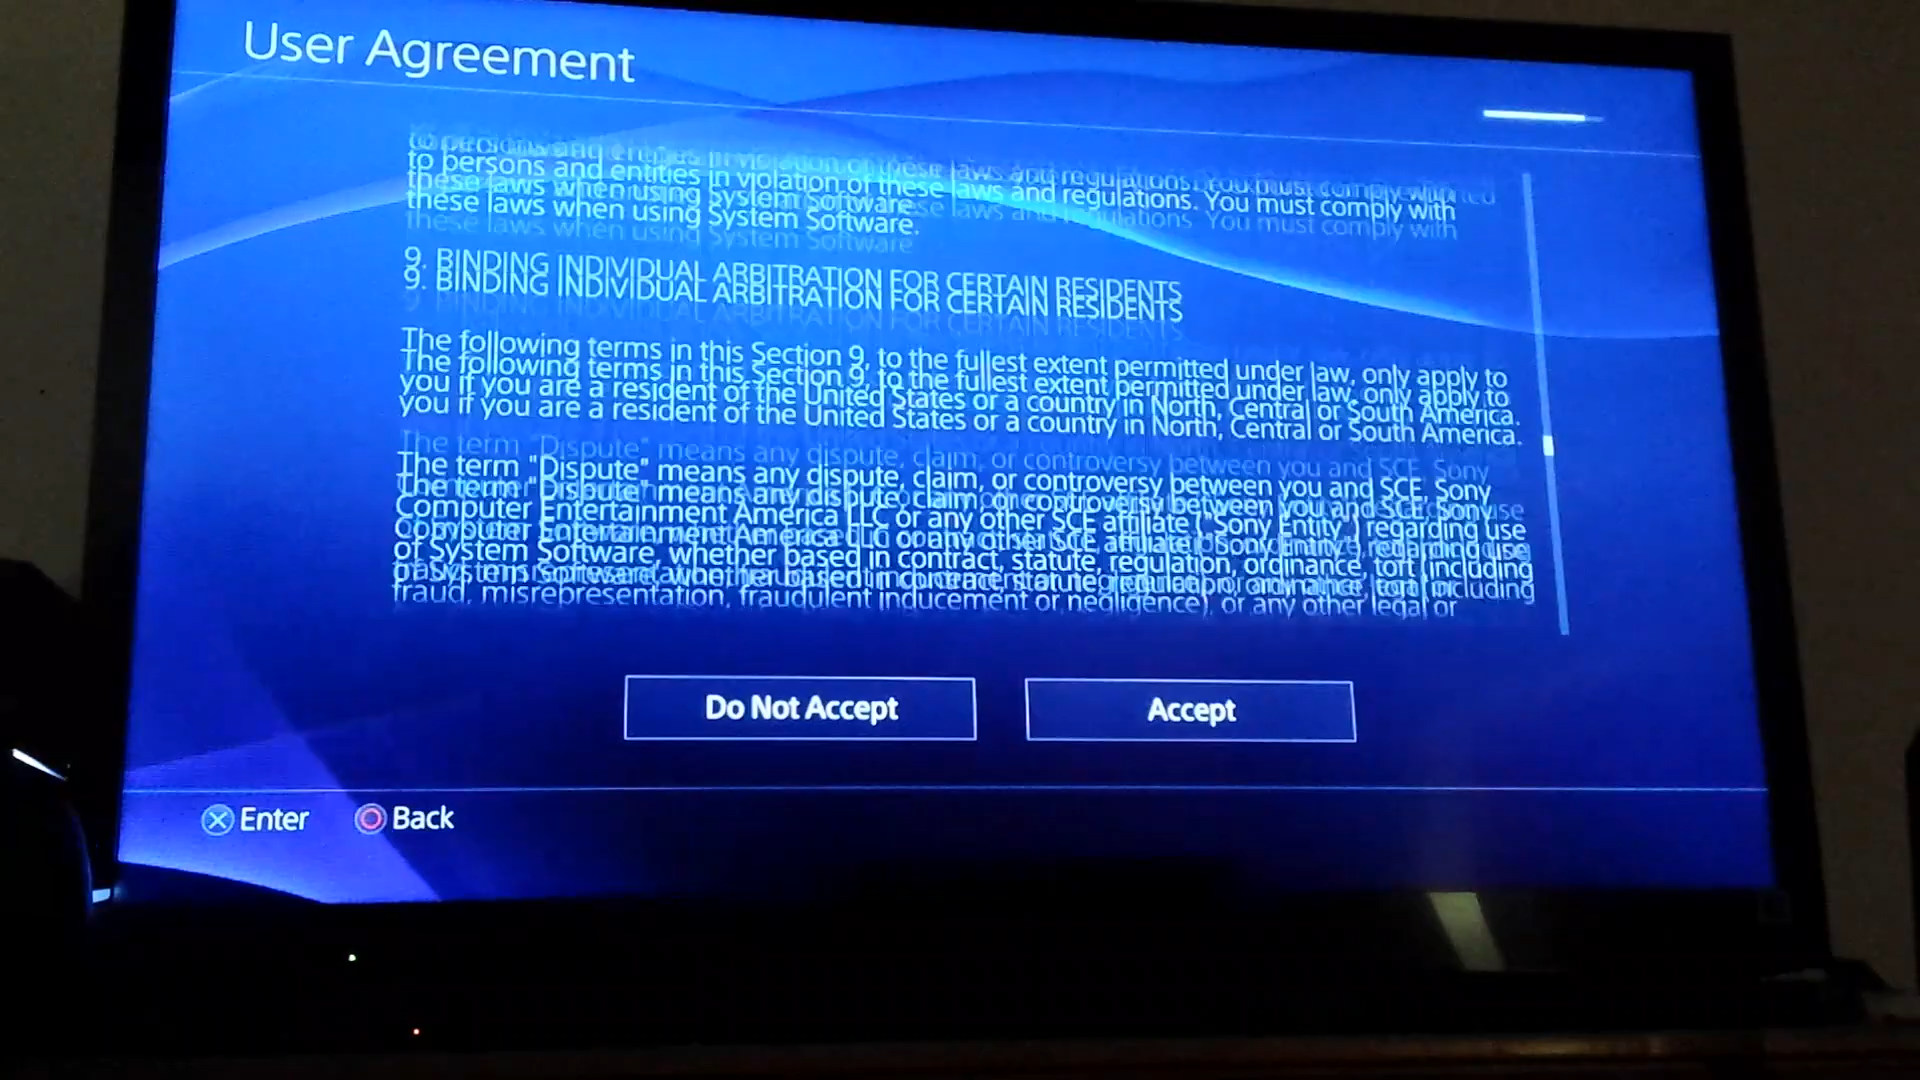 User Agreement
to persons and entities in violation of these laws and regulations. You must comply with
these laws when using System Software.
9. BINDING INDIVIDUAL ARBITRATION FOR CERTAIN RESIDENTS
The following terms in this Section 9, to the fullest extent permitted under law, only apply to
you if you are a resident of the United States or a country in North, Central or South America.
The term "Dispute" means any dispute, claim, or controversy between you and SCE, Sony
Computer Entertainment America LLC or any other SCE affiliate ("Sony Entity") regarding use
of System Software, whether based in contract, statute, regulation, ordinance, tort (including
fraud, misrepresentation, fraudulent inducement or negligence), or any other legal or
Do Not Accept
Accept
Enter
Back